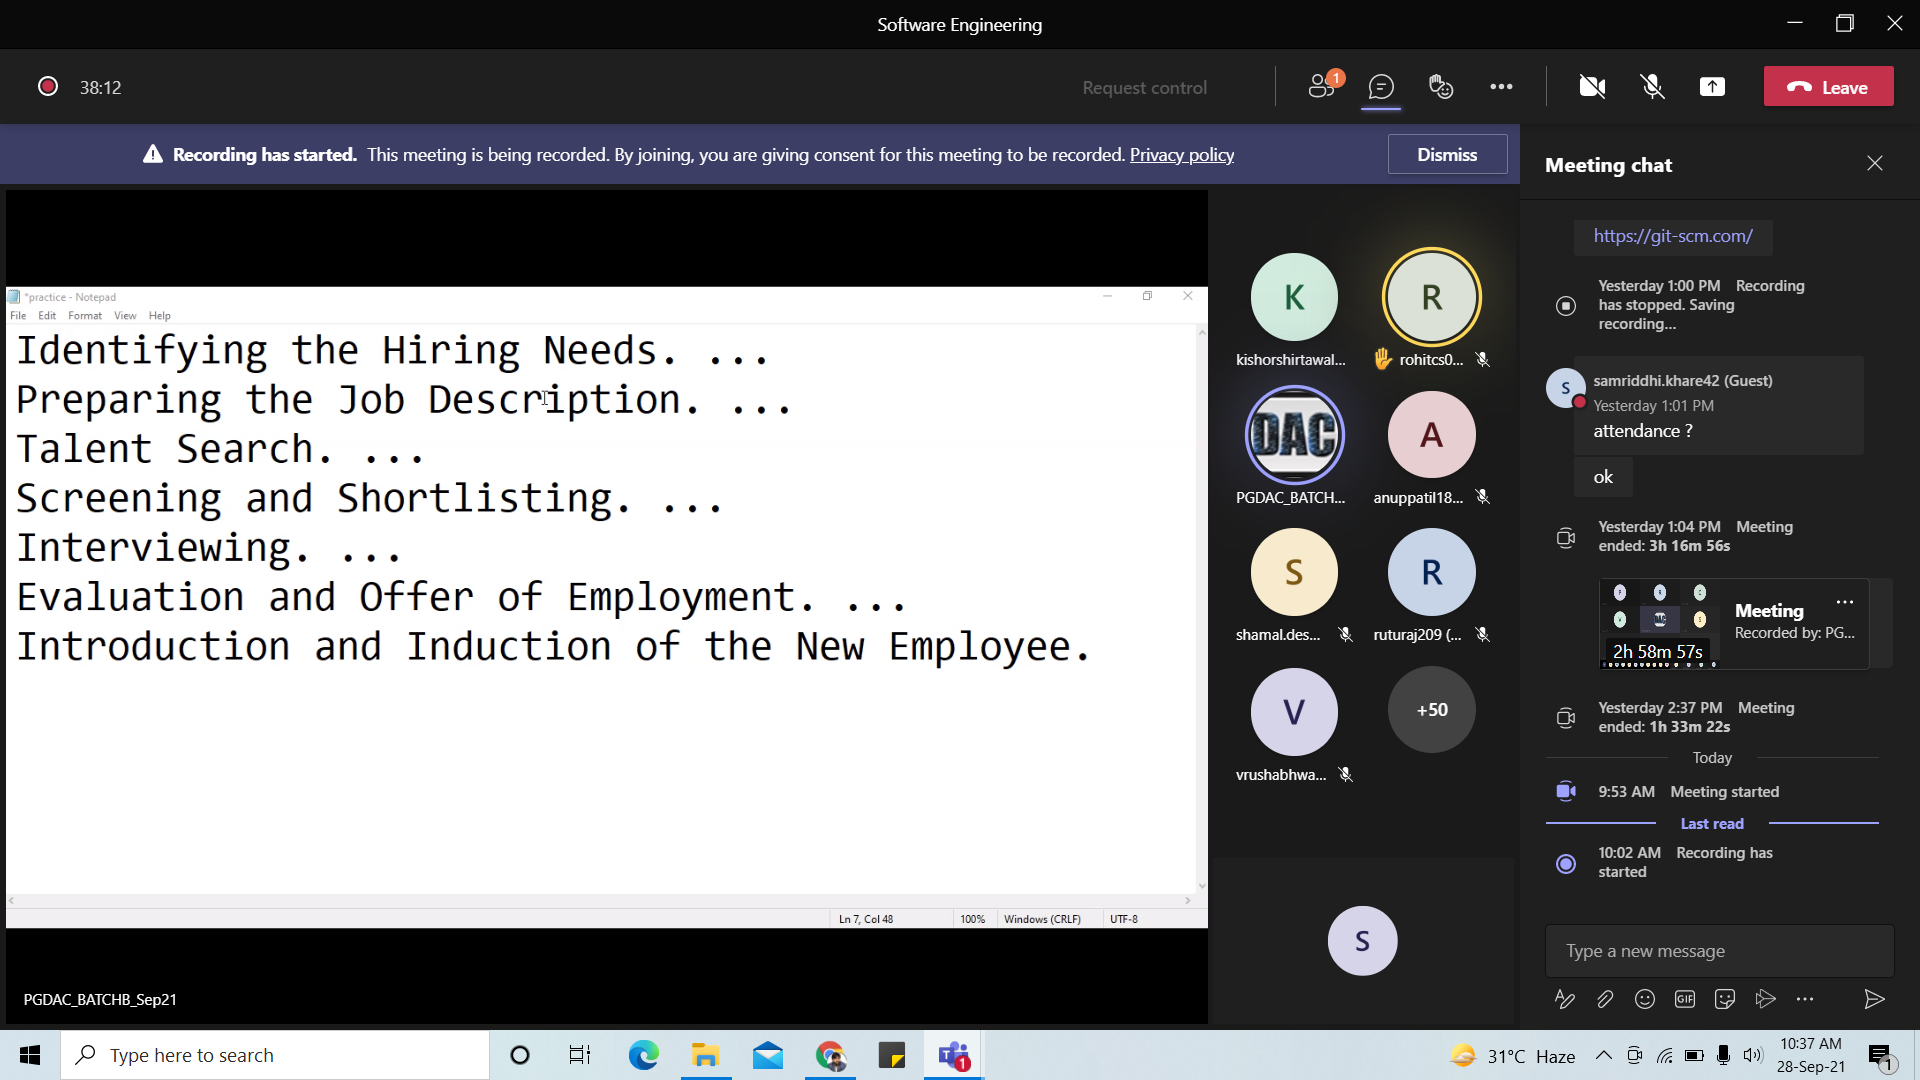 Software Engineering
38:12
Request control
1
Leave
Recording has started. This meeting is being recorded. By joining, you are giving consent for this meeting to be recorded. Privacy policy
Dismiss
*practice - Notepad
File Edit Format View Help
Identifying the Hiring Needs. ...
Preparing the Job Description. ...
Talent Search. ...
Screening and Shortlisting. ...
Interviewing. ...
Evaluation and Offer of Employment. ...
Introduction and Induction of the New Employee.
Ln 7, Col 48
100%
Windows (CRLF)
UTF-8
PGDAC_BATCHB_Sep21
K
kishorshirtawal...
R
rohitcs0...
DAC
PGDAC_BATCH...
A
anuppatil18...
S
shamal.des...
R
ruturaj209 (...
V
vrushabhwa...
+50
S
Meeting chat
https://git-scm.com/
Yesterday 1:00 PM Recording
has stopped. Saving
recording...
S
samriddhi.khare42 (Guest)
Yesterday 1:01 PM
attendance ?
ok
Yesterday 1:04 PM Meeting
ended: 3h 16m 56s
Meeting
Recorded by: PG...
2h 58m 57s
Yesterday 2:37 PM Meeting
ended: 1h 33m 22s
Today
9:53 AM Meeting started
Last read
10:02 AM Recording has
started
Type a new message
GIF
Type here to search
1
31°C Haze
10:37 AM
28-Sep-21
1